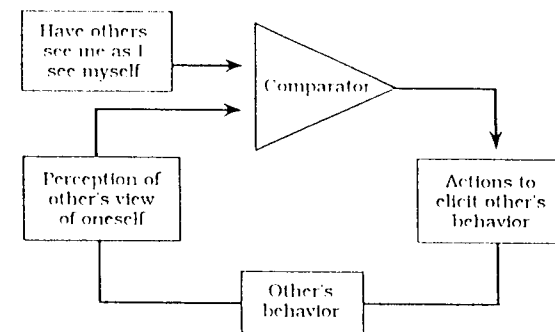 Have others
see me as I
see myself
Comparator
Perception of
other's view
of oneself
Actions to
elicit other's
behavior
Other's
behavior